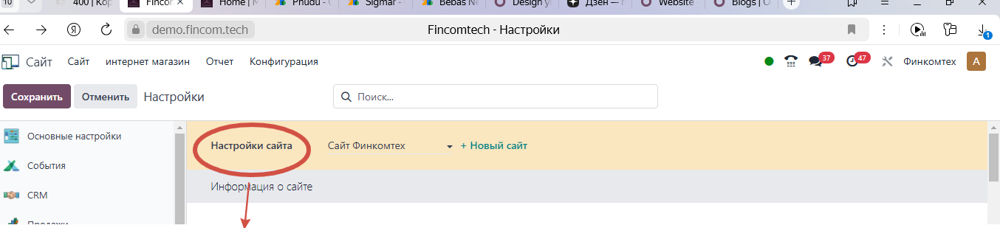 10 400 | Кор Fincon Home | M Phudu - G Sigmar - Bebas Ne Design y Дзен — г Website Blogs | O
demo.fincom.tech Fincomtech - Настройки 1
Сайт Сайт интернет магазин Отчет Конфигурация 37 47 Финкомтех A
Сохранить Отменить Настройки Поиск...
Основные настройки Настройки сайта Сайт Финкомтех + Новый сайт
События
Информация о сайте
CRM
Продажи